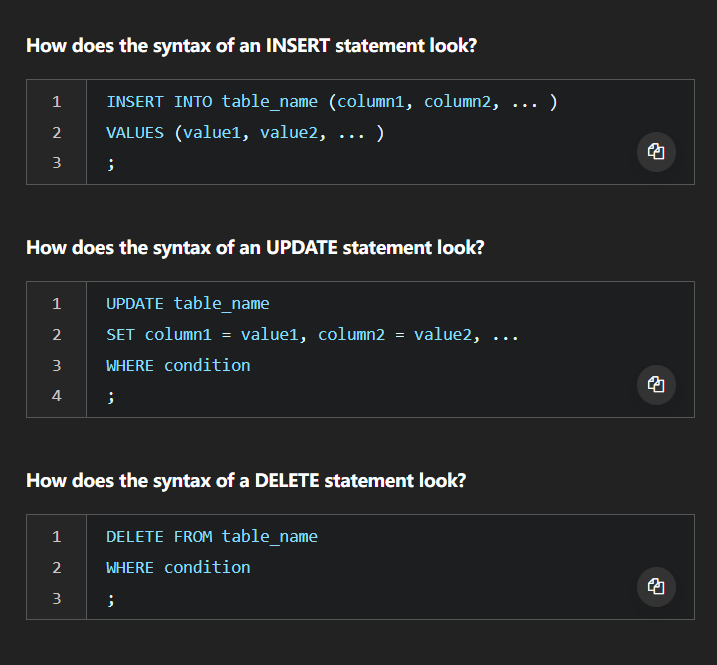 How does the syntax of an INSERT statement look?
1 INSERT INTO table_name (column1, column2, ... )
2 VALUES (value1, value2, ... )
3 ;
How does the syntax of an UPDATE statement look?
1 UPDATE table_name
2 SET column1 = value1, column2 = value2, ...
3 WHERE condition
4 ;
How does the syntax of a DELETE statement look?
1 DELETE FROM table_name
2 WHERE condition
3 ;